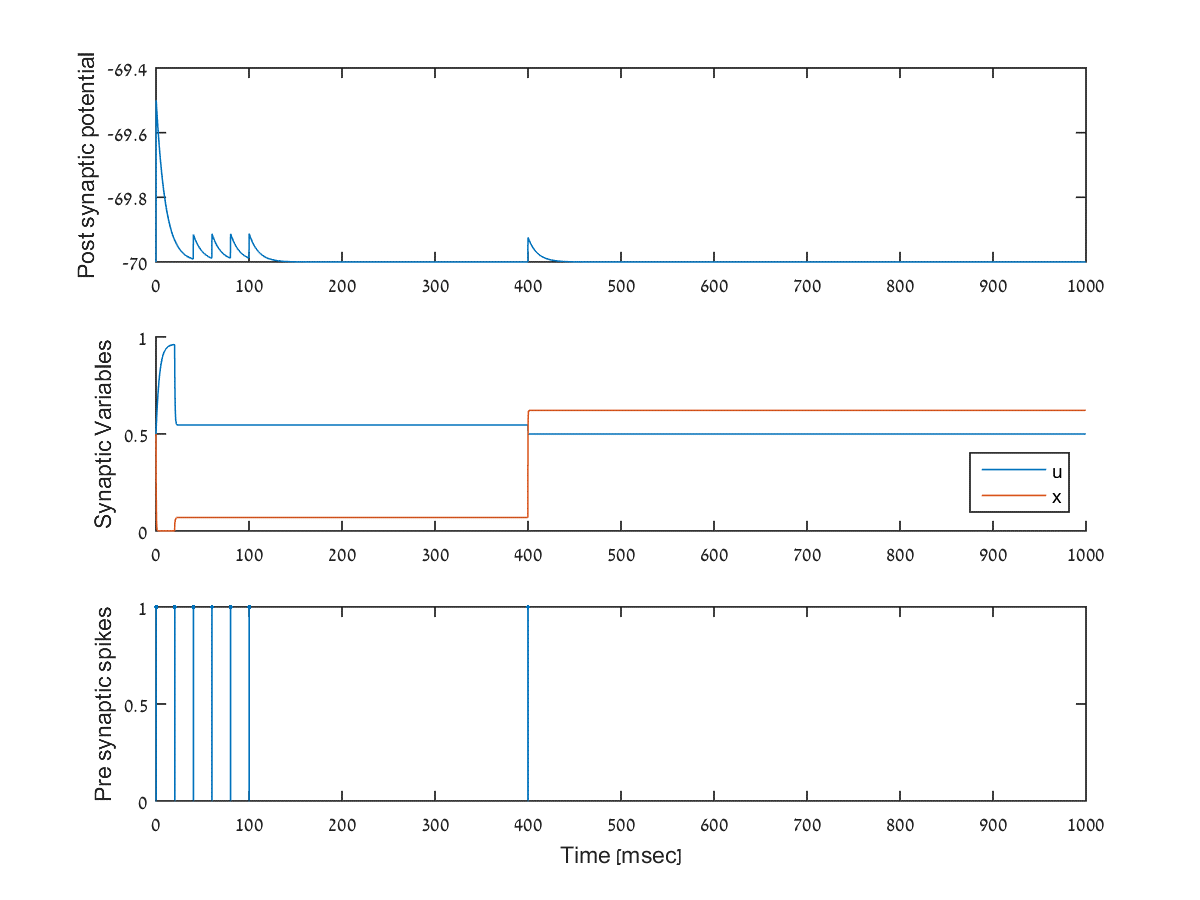 Post synaptic potential
-69.4
-69.6
-69.8
-70
0 100 200 300 400 500 600 700 800 900 1000
Synaptic Variables
1
0.5
0
u
x
0 100 200 300 400 500 600 700 800 900 1000
Pre synaptic spikes
1
0.5
0
0 100 200 300 400 500 600 700 800 900 1000
Time [msec]